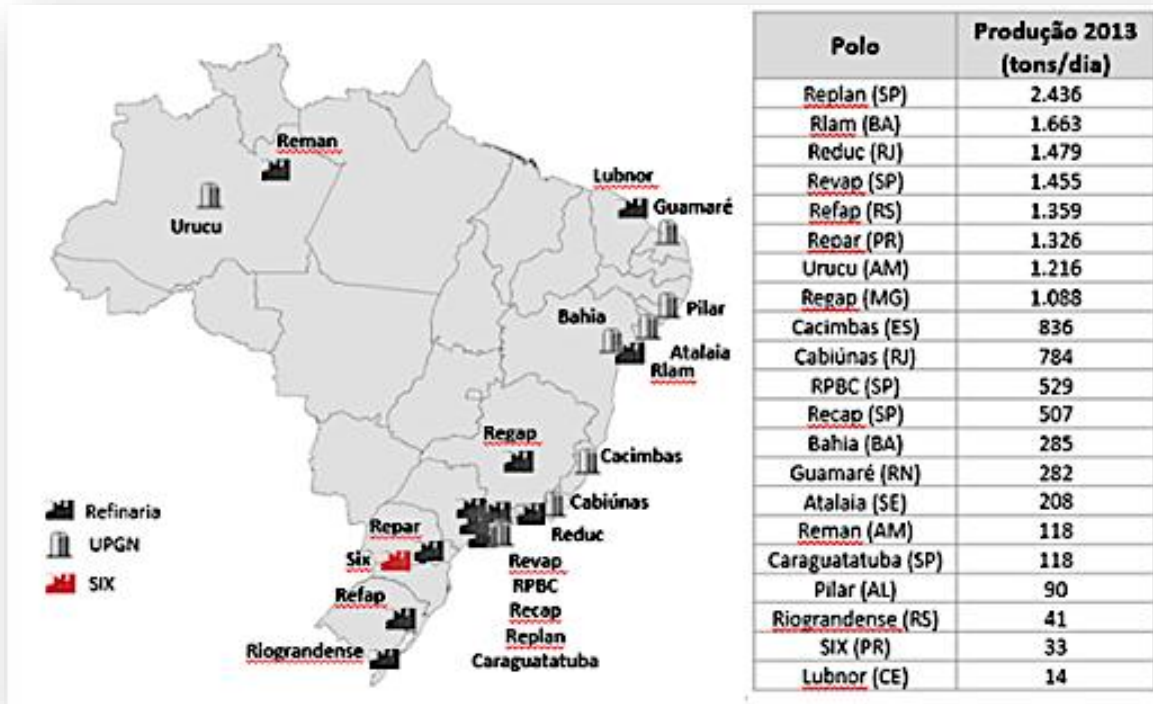 Reman
Urucu
Lubnor
Guamaré
Pilar
Bahia
Atalaia
Rlam
Regap
Cacimbas
Cabiúnas
Reduc
Repar
Six
Revap
RPBC
Recap
Replan
Caraguatatuba
Refap
Riograndense
Refinaria
UPGN
SIX
Polo Produção 2013
(tons/dia)
Replan (SP) 2.436
Rlam (BA) 1.663
Reduc (RJ) 1.479
Revap (SP) 1.455
Refap (RS) 1.359
Repar (PR) 1.326
Urucu (AM) 1.216
Regap (MG) 1.088
Cacimbas (ES) 836
Cabiúnas (RJ) 784
RPBC (SP) 529
Recap (SP) 507
Bahia (BA) 285
Guamaré (RN) 282
Atalaia (SE) 208
Reman (AM) 118
Caraguatatuba (SP) 118
Pilar (AL) 90
Riograndense (RS) 41
SIX (PR) 33
Lubnor (CE) 14